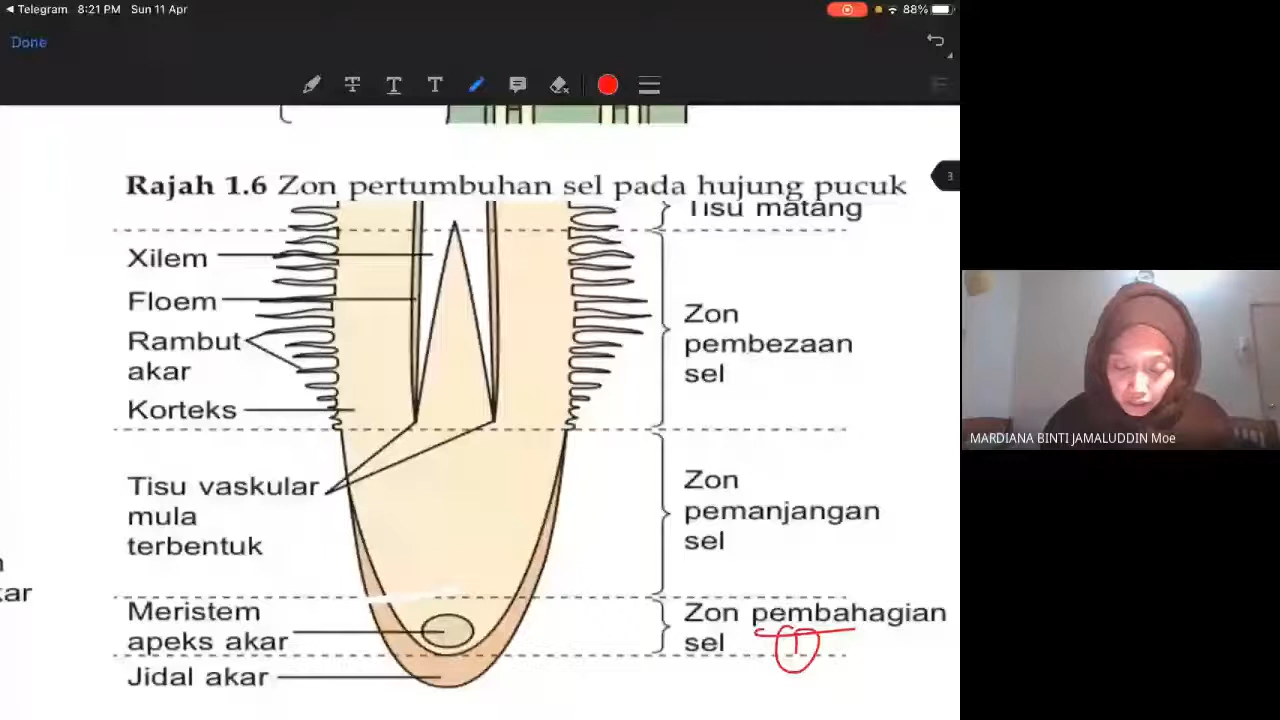 Telegram 8:21 PM Sun 11 Apr
88%
Done
T T T
3
Rajah 1.6 Zon pertumbuhan sel pada hujung pucuk
Tisu matang
Xilem
Floem
Rambut
akar
Korteks
Zon
pembezaan
sel
Tisu vaskular
mula
terbentuk
Zon
pemanjangan
sel
Meristem
apeks akar
Zon pembahagian
sel
1
Jidal akar
MARDIANA BINTI JAMALUDDIN Moe